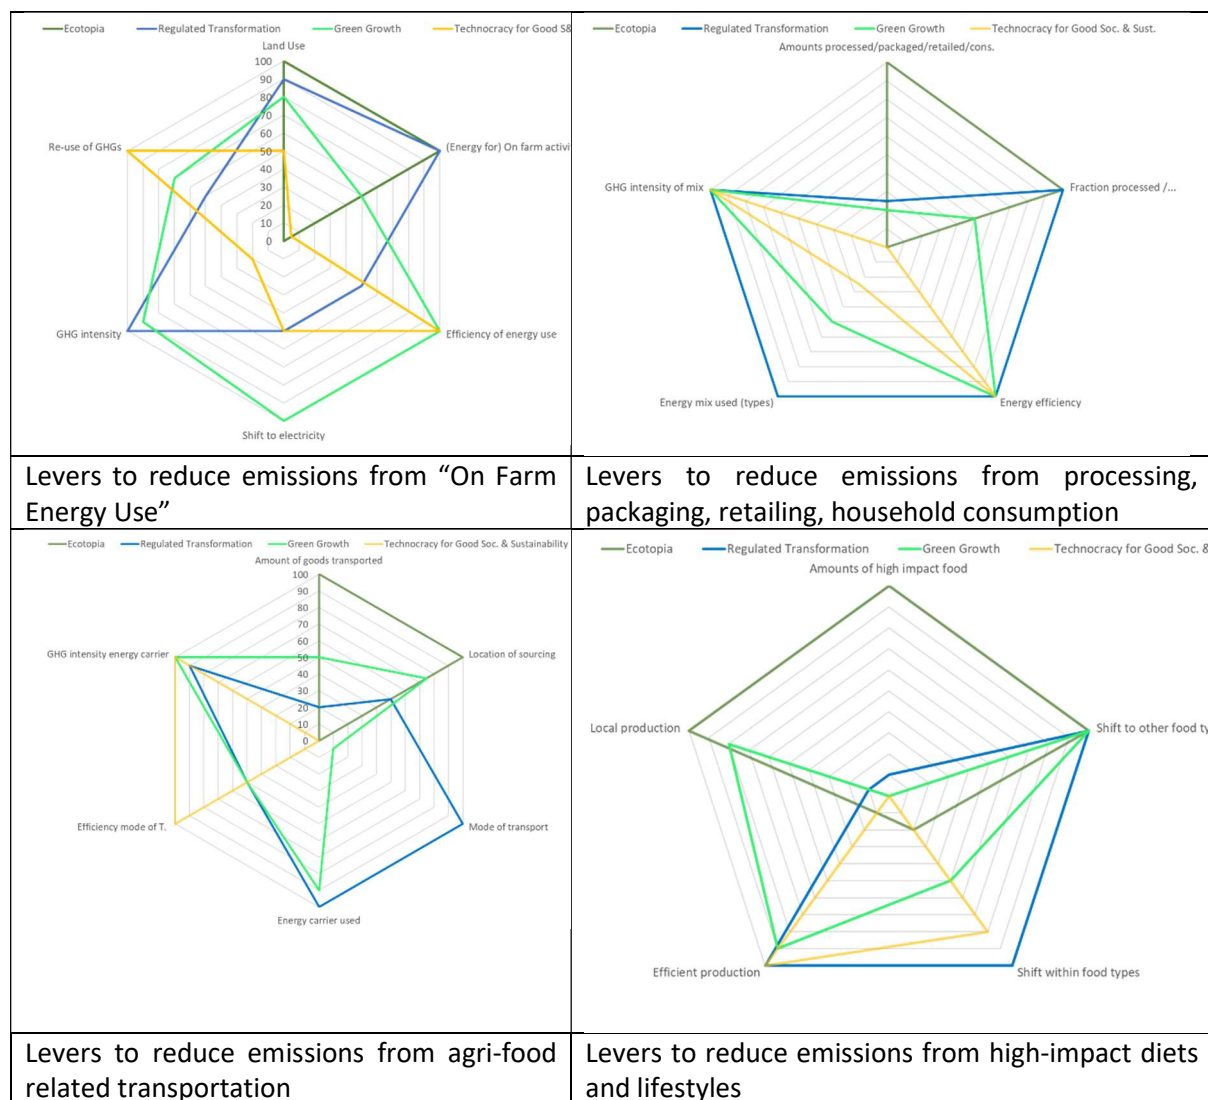 Ecotopia Regulated Transformation Green Growth Technocracy for Good S&
Land Use
100
90
80
70
60
50
40
30
20
10
0
(Energy for) On farm activi
Efficiency of energy use
Shift to electricity
GHG intensity
Re-use of GHGs
Ecotopia Regulated Transformation Green Growth Technocracy for Good Soc. & Sust.
Amounts processed/packaged/retailed/cons.
Fraction processed /...
Energy efficiency
Energy mix used (types)
GHG intensity of mix
Levers to reduce emissions from “On Farm
Energy Use”
Levers to reduce emissions from processing,
packaging, retailing, household consumption
Ecotopia Regulated Transformation Green Growth Technocracy for Good Soc. & Sustainability
Amount of goods transported
100
90
80
70
60
50
40
30
20
10
0
Location of sourcing
Mode of transport
Energy carrier used
Efficiency mode of T.
GHG intensity energy carrier
Ecotopia Regulated Transformation Green Growth Technocracy for Good Soc. &
Amounts of high impact food
Shift to other food ty
Shift within food types
Efficient production
Local production
Levers to reduce emissions from agri-food
related transportation
Levers to reduce emissions from high-impact diets
and lifestyles